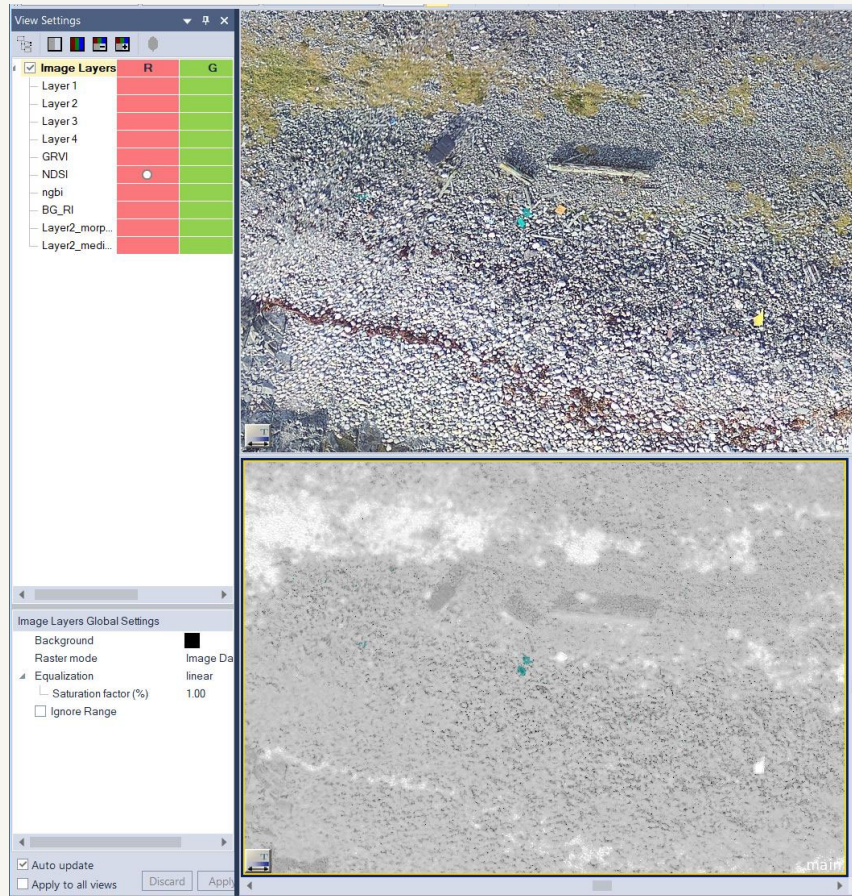 View Settings
Image Layers R G
Layer 1
Layer 2
Layer 3
Layer 4
GRVI
NDSI
ngbi
BG_RI
Layer2_morp...
Layer2_medi...
Image Layers Global Settings
Background
Raster mode Image Da
Equalization linear
Saturation factor (%) 1.00
Ignore Range
Auto update
Apply to all views Discard Apply
T
T
main